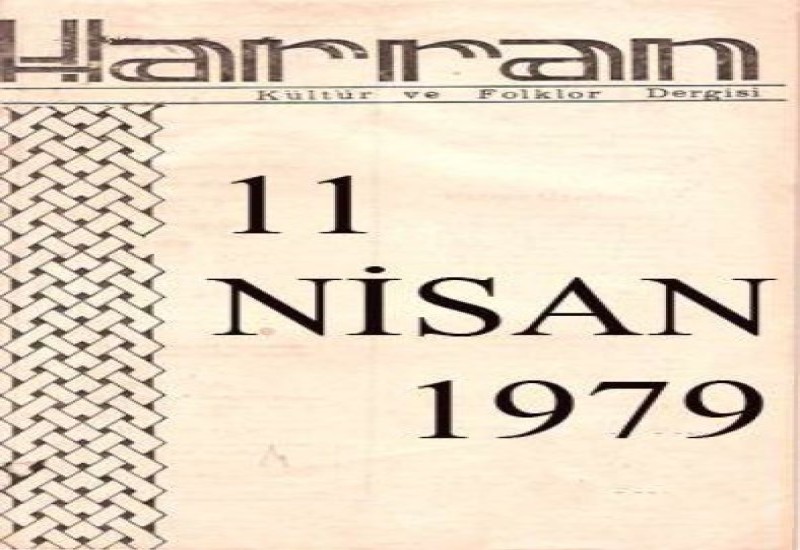 Harran
Kültür ve Folklor Dergisi
11
NİSAN
1979